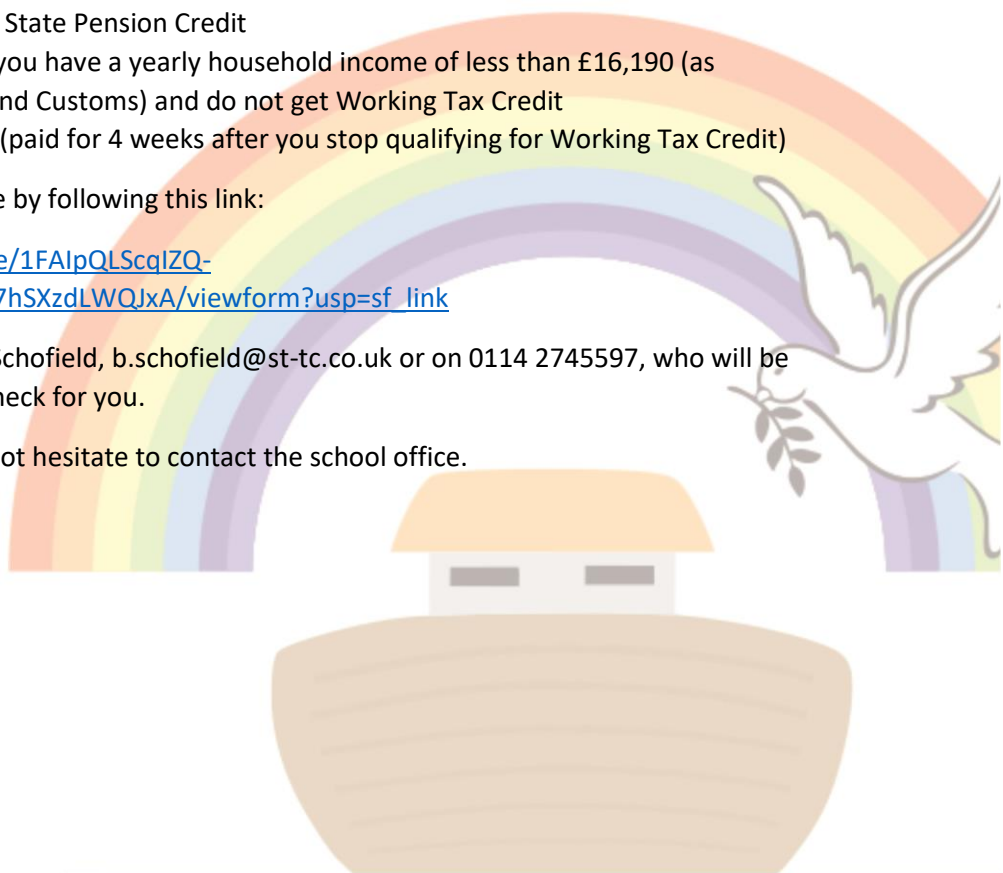 State Pension Credit
you have a yearly household income of less than £16,190 (as
nd Customs) and do not get Working Tax Credit
(paid for 4 weeks after you stop qualifying for Working Tax Credit)
e by following this link:
e/1FAIpQLScqIZQ-
7hSXzdLWQJxA/viewform?usp=sf_link
Schofield, b.schofield@st-tc.co.uk or on 0114 2745597, who will be
heck for you.
ot hesitate to contact the school office.